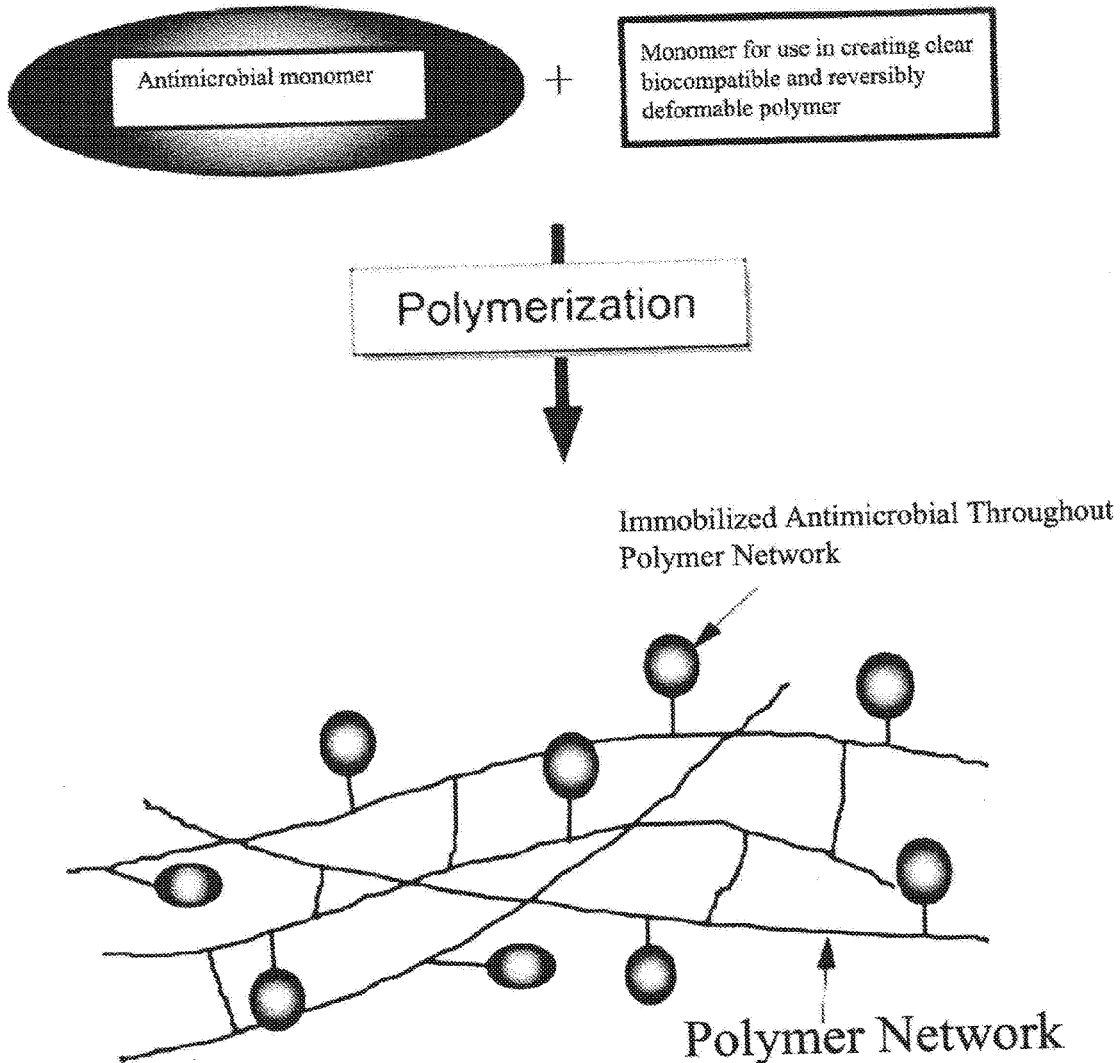 Antimicrobial monomer
+
Monomer for use in creating clear
biocompatible and reversibly
deformable polymer
Polymerization
Immobilized Antimicrobial Throughout
Polymer Network
Polymer Network